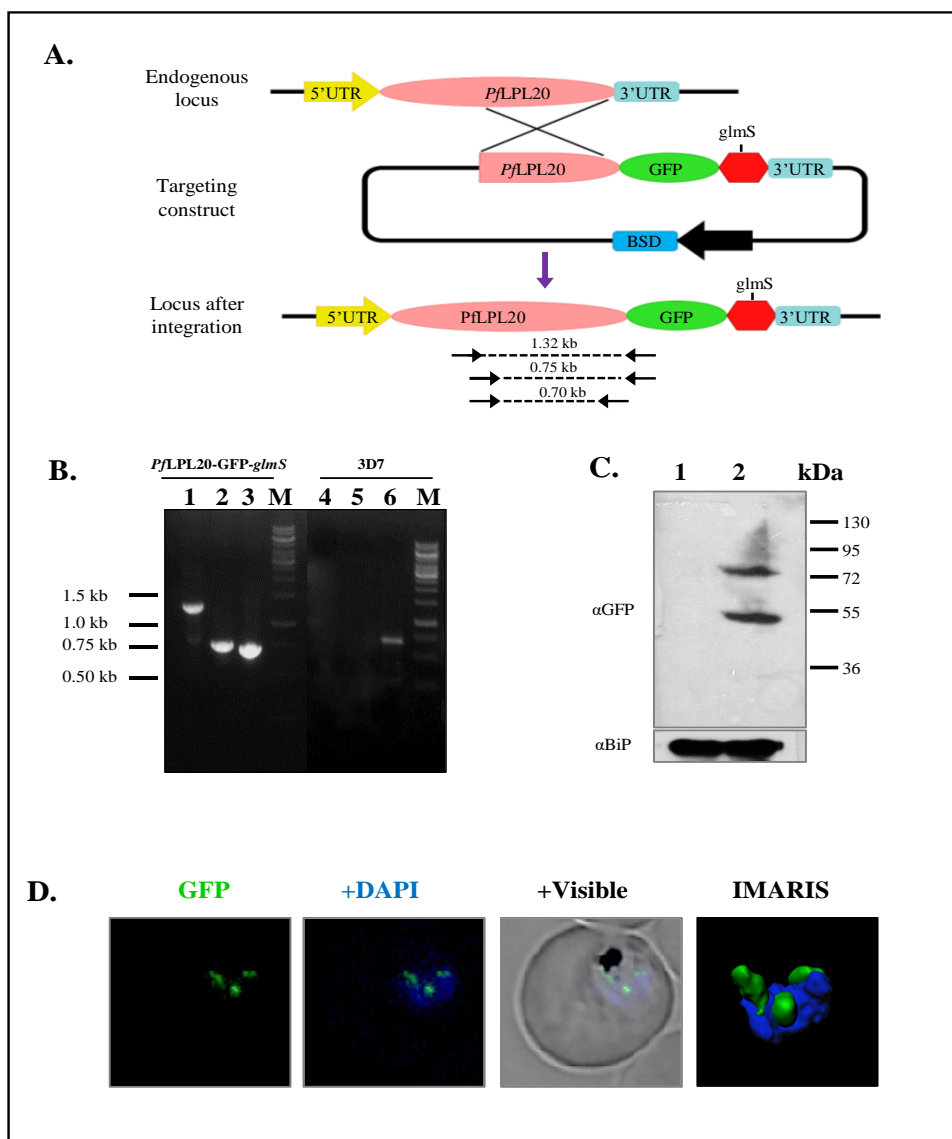 A.
Endogenous
locus
5’UTR
PfLPL20
3’UTR
glmS
Targeting
construct
PfLPL20
GFP
3’UTR
BSD
glmS
Locus after
integration
5’UTR
PfLPL20
GFP
3’UTR
1.32 kb
0.75 kb
0.70 kb
B.
PfLPL20-GFP-glmS
3D7
1 2 3 M 4 5 6 M
1.5 kb
1.0 kb
0.75 kb
0.50 kb
C.
1 2 kDa
130
95
72
55
36
αGFP
αBiP
D.
GFP +DAPI +Visible IMARIS